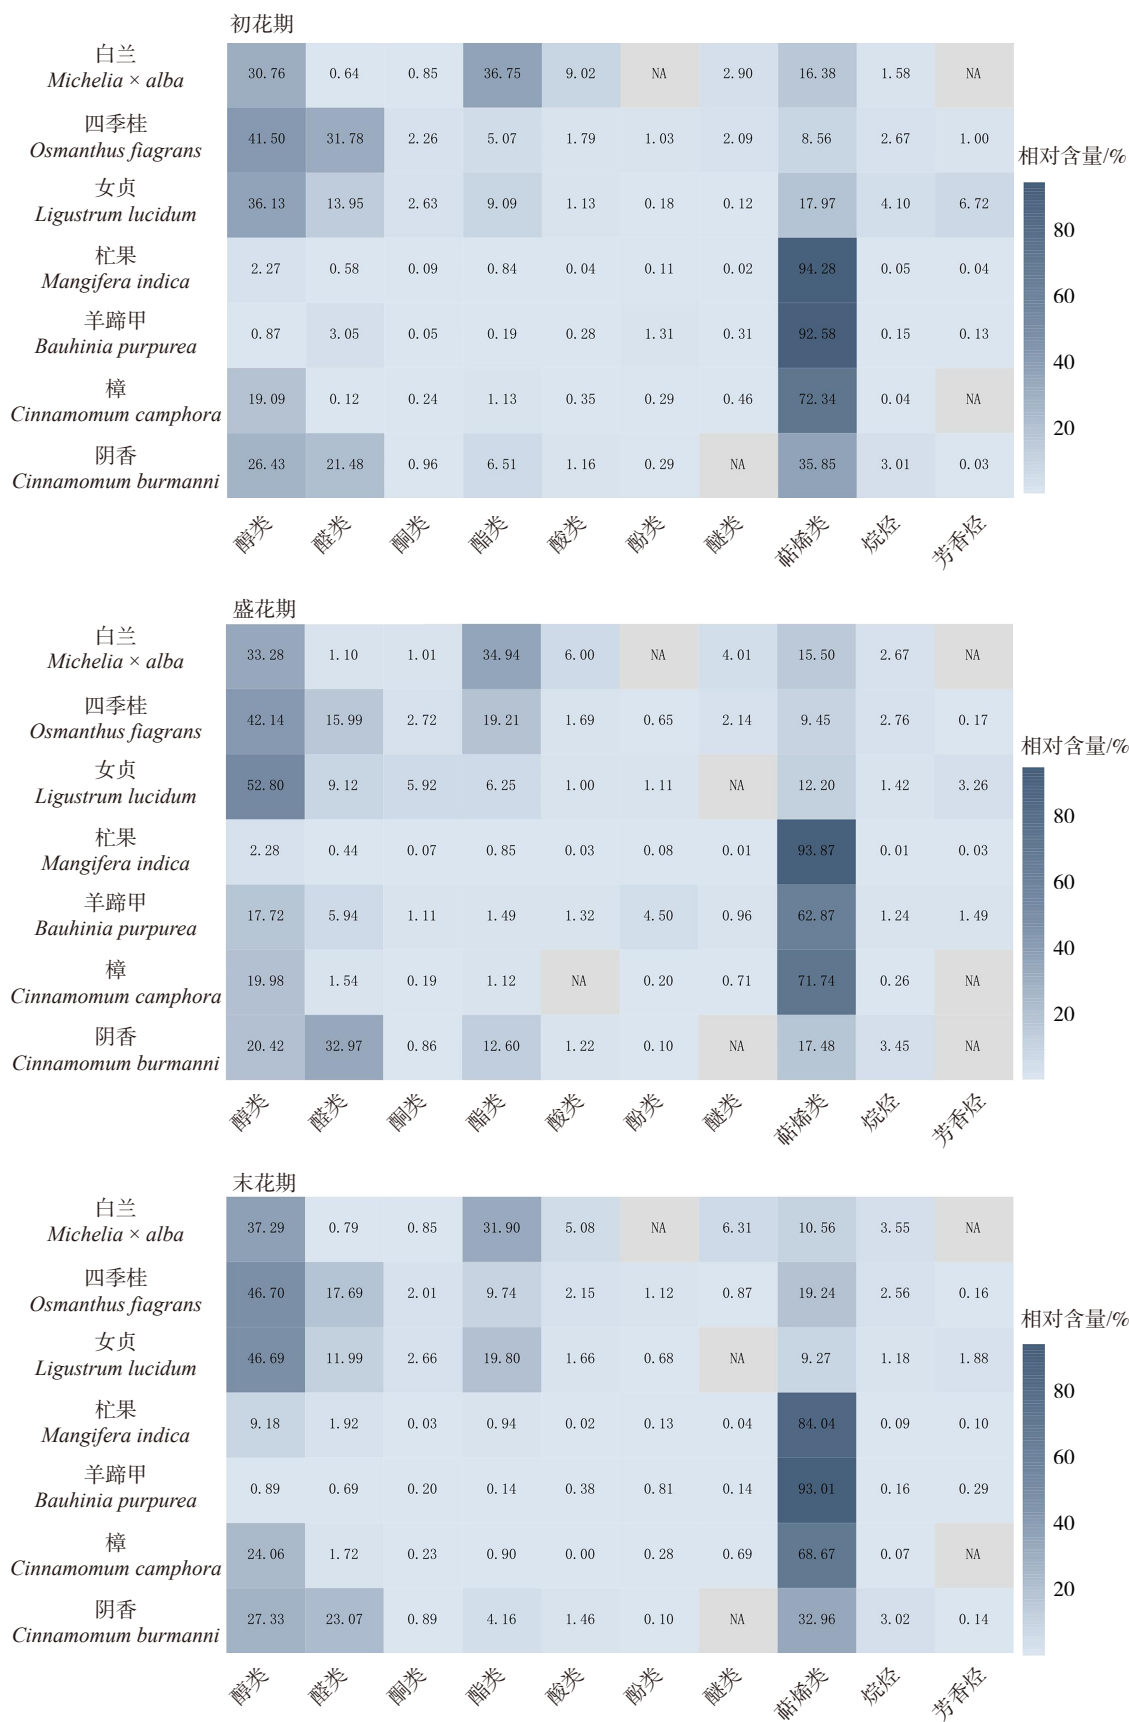 初花期
白兰
Michelia × alba
30.76 0.64 0.85 36.75 9.02 NA 2.90 16.38 1.58 NA
四季桂
Osmanthus fiagrans
41.50 31.78 2.26 5.07 1.79 1.03 2.09 8.56 2.67 1.00
女贞
Ligustrum lucidum
36.13 13.95 2.63 9.09 1.13 0.18 0.12 17.97 4.10 6.72
杧果
Mangifera indica
2.27 0.58 0.09 0.84 0.04 0.11 0.02 94.28 0.05 0.04
羊蹄甲
Bauhinia purpurea
0.87 3.05 0.05 0.19 0.28 1.31 0.31 92.58 0.15 0.13
樟
Cinnamomum camphora
19.09 0.12 0.24 1.13 0.35 0.29 0.46 72.34 0.04 NA
阴香
Cinnamomum burmanni
26.43 21.48 0.96 6.51 1.16 0.29 NA 35.85 3.01 0.03
醇类 醛类 酮类 酯类 酸类 酚类 醚类 萜烯类 烷烃 芳香烃
相对含量/%
80
60
40
20
盛花期
白兰
Michelia × alba
33.28 1.10 1.01 34.94 6.00 NA 4.01 15.50 2.67 NA
四季桂
Osmanthus fiagrans
42.14 15.99 2.72 19.21 1.69 0.65 2.14 9.45 2.76 0.17
女贞
Ligustrum lucidum
52.80 9.12 5.92 6.25 1.00 1.11 NA 12.20 1.42 3.26
杧果
Mangifera indica
2.28 0.44 0.07 0.85 0.03 0.08 0.01 93.87 0.01 0.03
羊蹄甲
Bauhinia purpurea
17.72 5.94 1.11 1.49 1.32 4.50 0.96 62.87 1.24 1.49
樟
Cinnamomum camphora
19.98 1.54 0.19 1.12 NA 0.20 0.71 71.74 0.26 NA
阴香
Cinnamomum burmanni
20.42 32.97 0.86 12.60 1.22 0.10 NA 17.48 3.45 NA
醇类 醛类 酮类 酯类 酸类 酚类 醚类 萜烯类 烷烃 芳香烃
相对含量/%
80
60
40
20
末花期
白兰
Michelia × alba
37.29 0.79 0.85 31.90 5.08 NA 6.31 10.56 3.55 NA
四季桂
Osmanthus fiagrans
46.70 17.69 2.01 9.74 2.15 1.12 0.87 19.24 2.56 0.16
女贞
Ligustrum lucidum
46.69 11.99 2.66 19.80 1.66 0.68 NA 9.27 1.18 1.88
杧果
Mangifera indica
9.18 1.92 0.03 0.94 0.02 0.13 0.04 84.04 0.09 0.10
羊蹄甲
Bauhinia purpurea
0.89 0.69 0.20 0.14 0.38 0.81 0.14 93.01 0.16 0.29
樟
Cinnamomum camphora
24.06 1.72 0.23 0.90 0.00 0.28 0.69 68.67 0.07 NA
阴香
Cinnamomum burmanni
27.33 23.07 0.89 4.16 1.46 0.10 NA 32.96 3.02 0.14
醇类 醛类 酮类 酯类 酸类 酚类 醚类 萜烯类 烷烃 芳香烃
相对含量/%
80
60
40
20